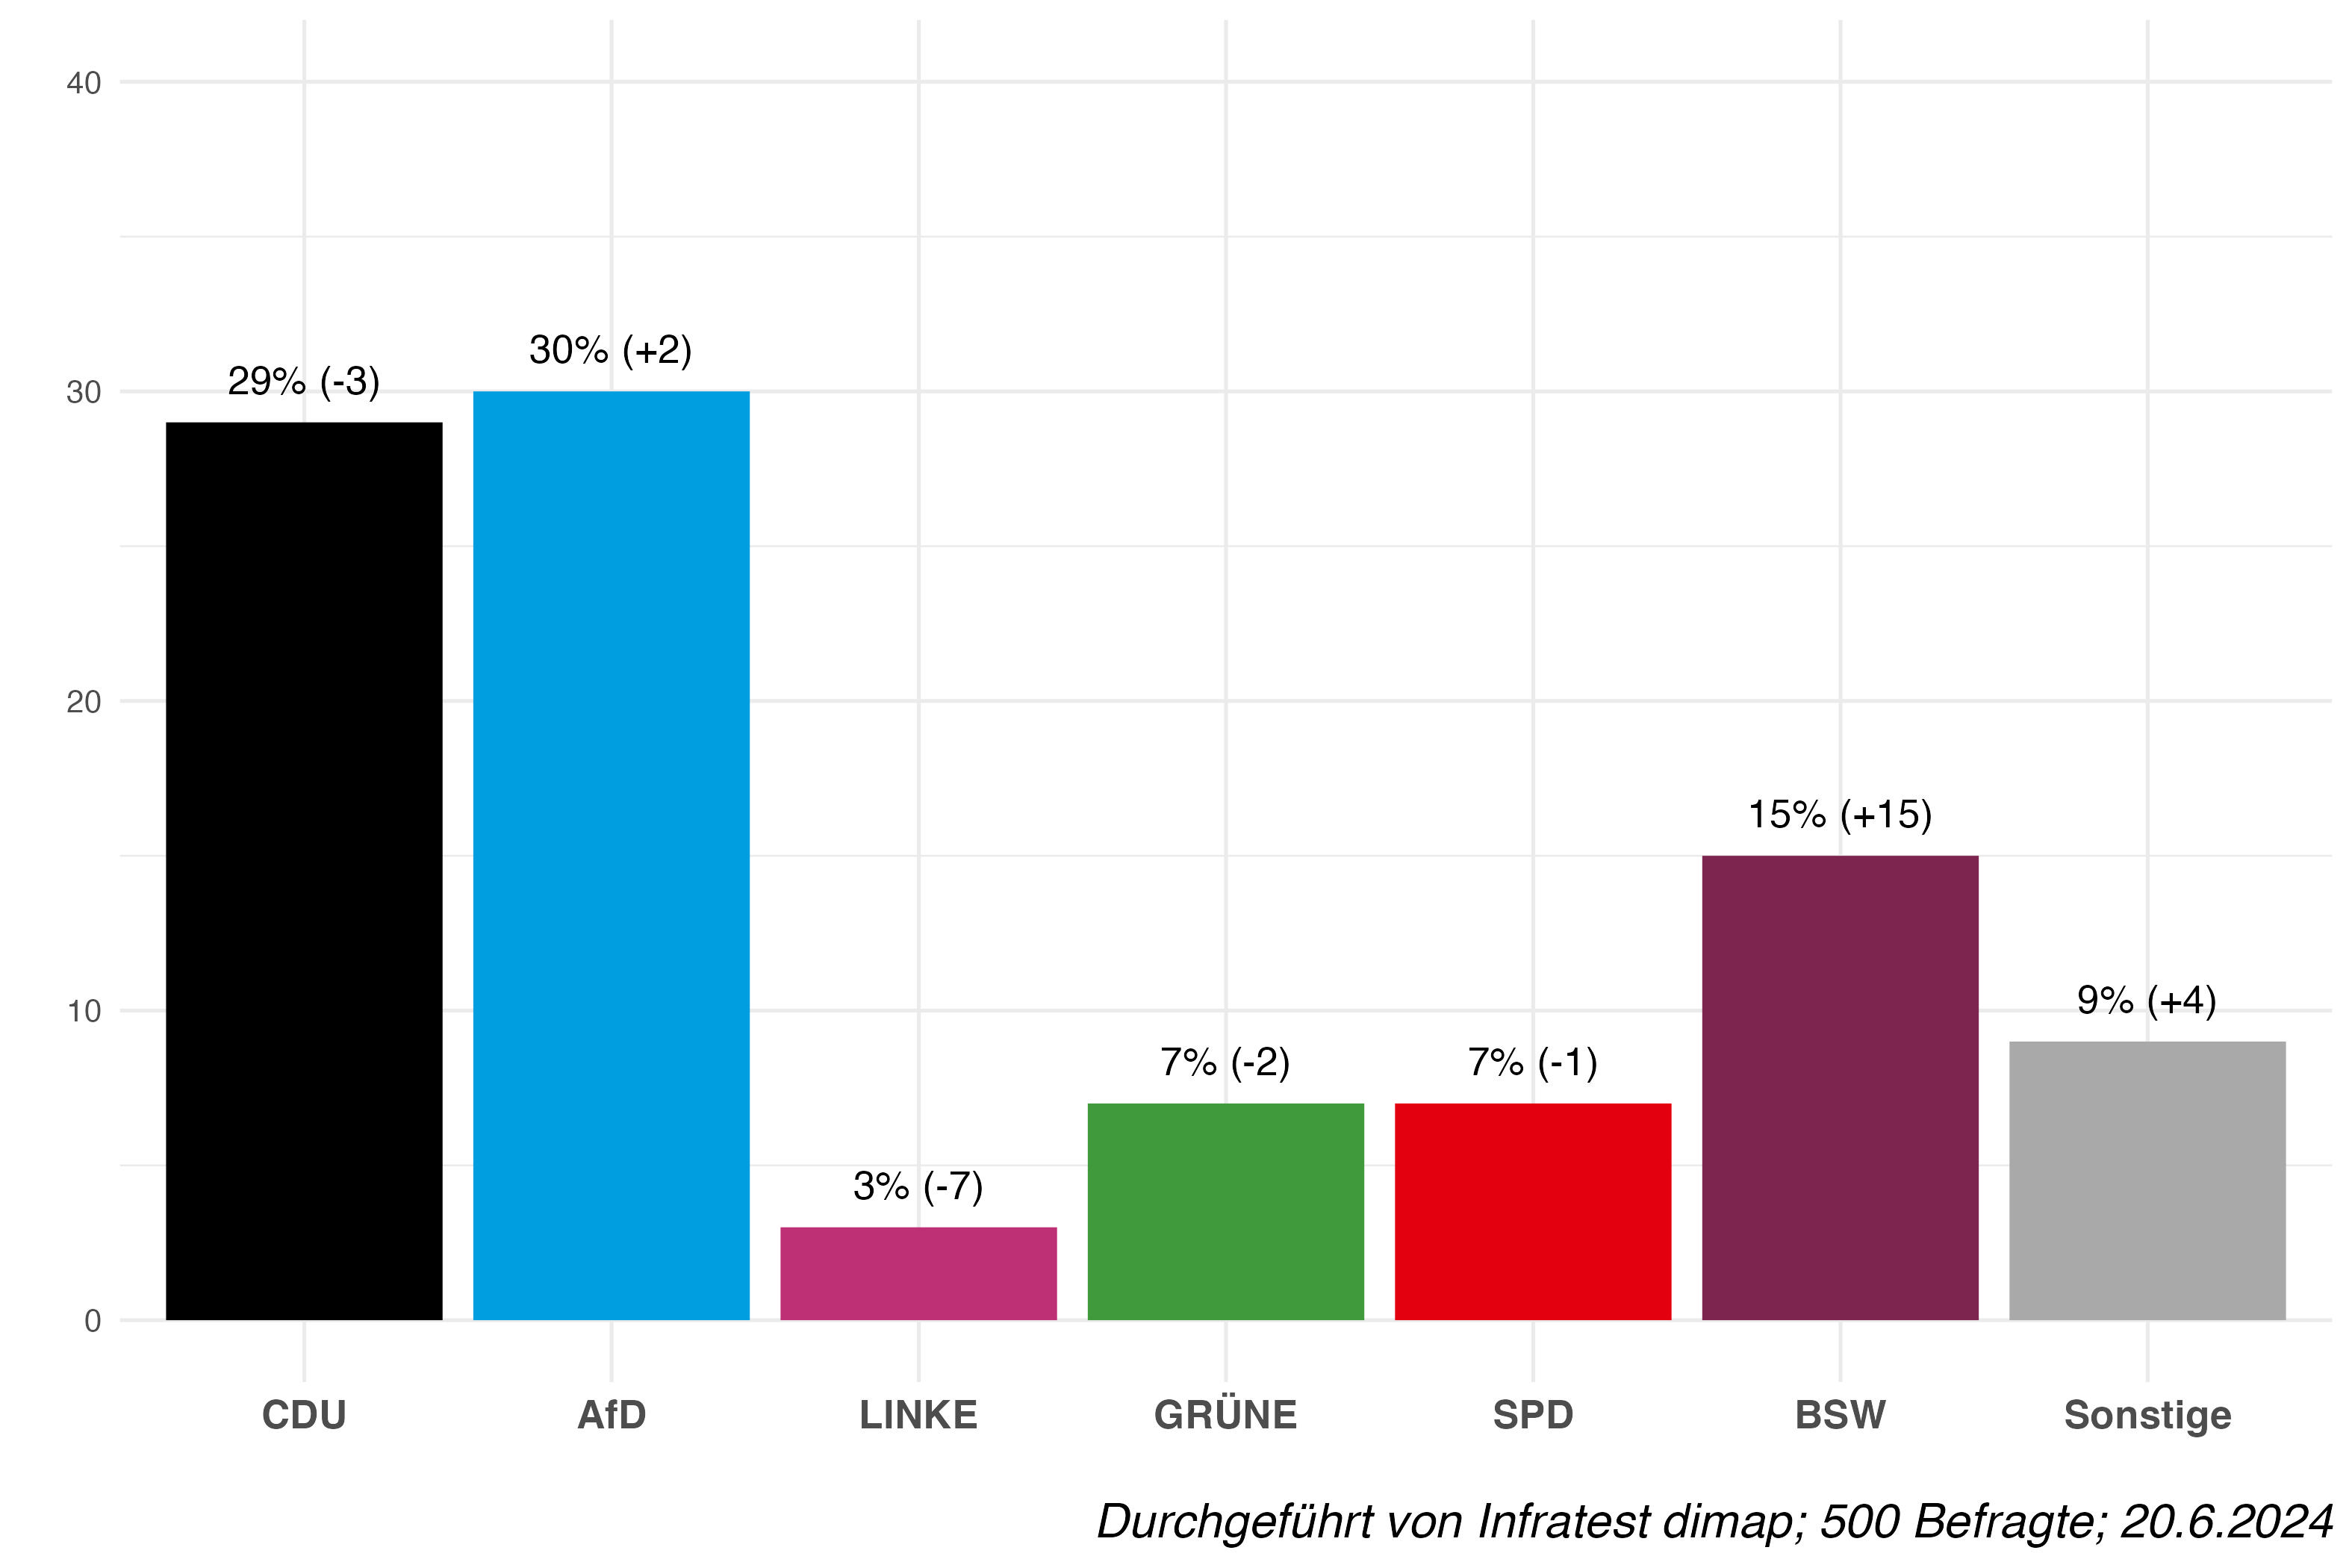 40
30
20
10
0
29% (-3)
30% (+2)
3% (-7)
7% (-2)
7% (-1)
15% (+15)
9% (+4)
CDU
AfD
LINKE
GRÜNE
SPD
BSW
Sonstige
Durchgeführt von Infratest dimap; 500 Befragte; 20.6.2024